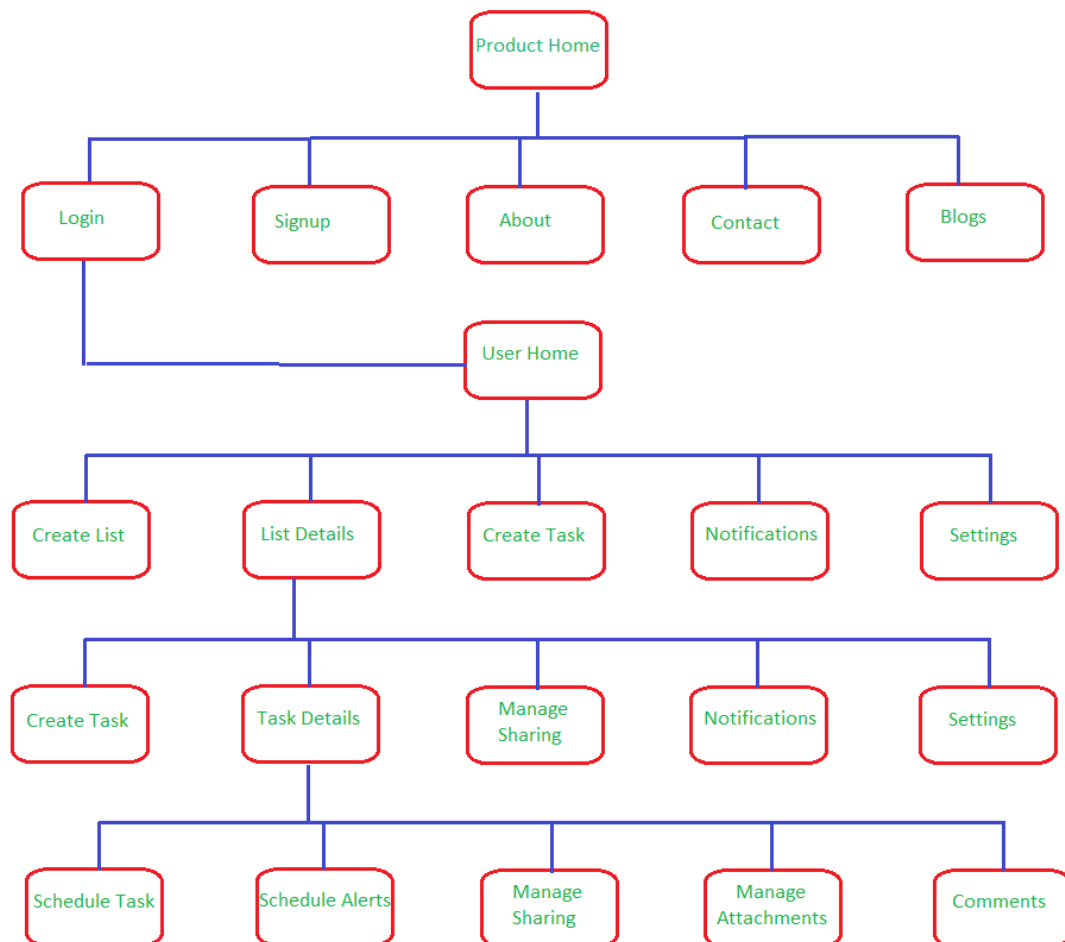 Product Home
Login
Signup
About
Contact
Blogs
User Home
Create List
List Details
Create Task
Notifications
Settings
Create Task
Task Details
Manage
Sharing
Notifications
Settings
Schedule Task
Schedule Alerts
Manage
Sharing
Manage
Attachments
Comments